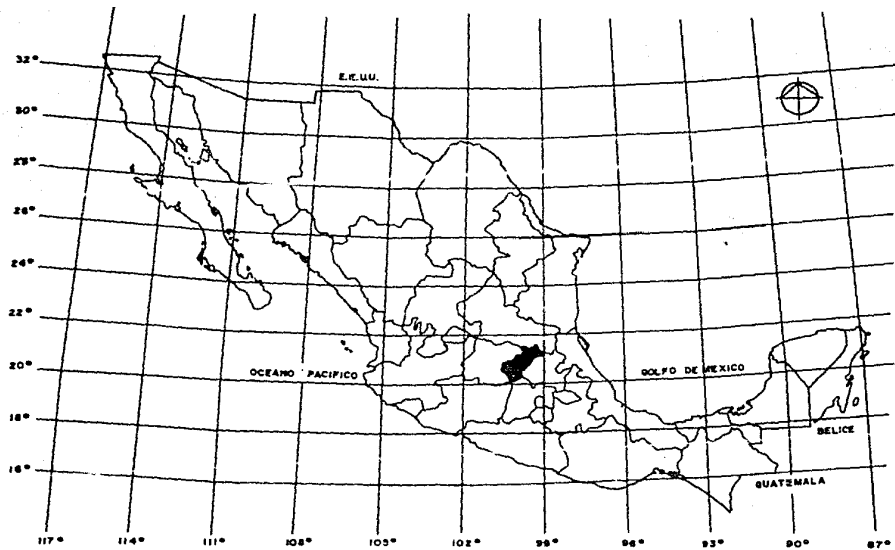 E.E.U.U.
32°
30°
28°
26°
24°
22°
20°
18°
16°
OCEANO PACIFICO
GOLFO DE MEXICO
BELICE
GUATEMALA
117° 114° 111° 108° 105° 102° 99° 96° 93° 90° 87°